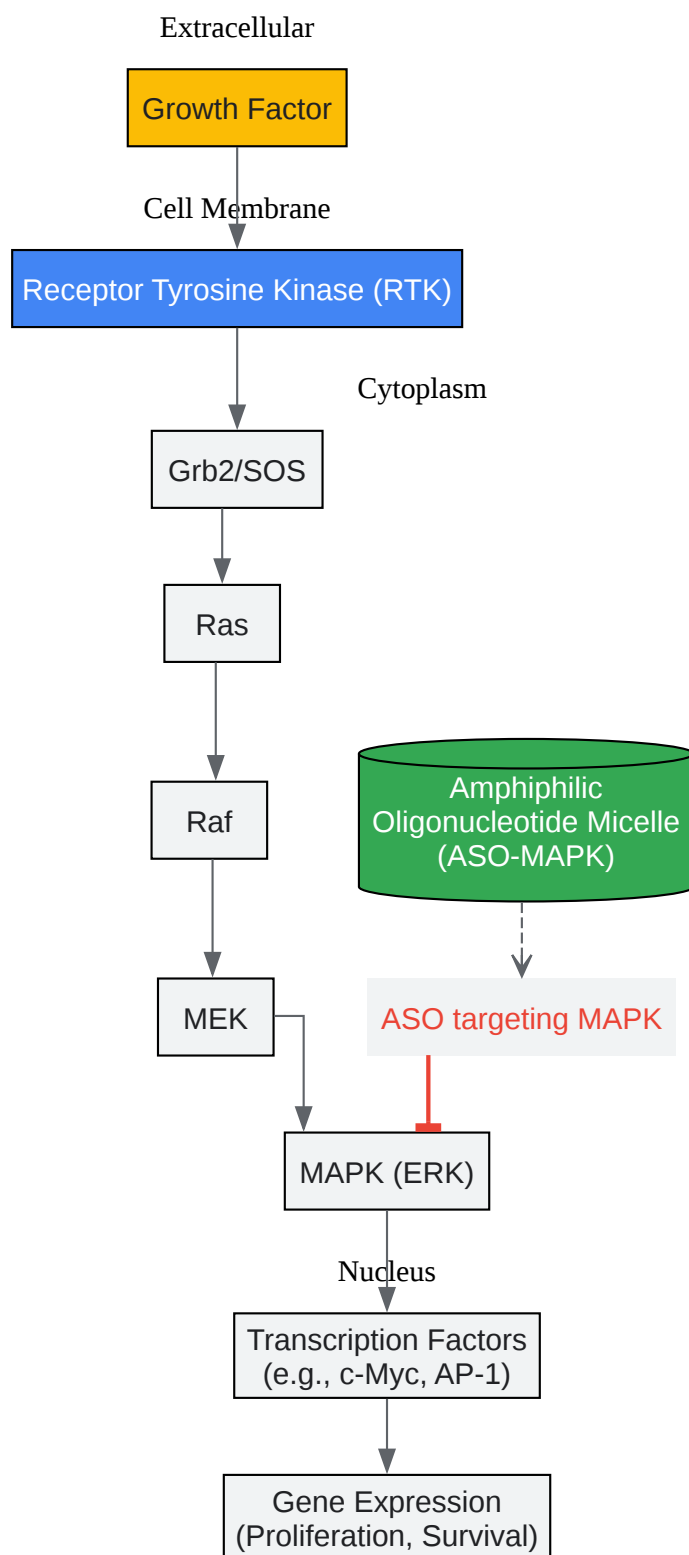 Extracellular
Growth Factor
Cell Membrane
Receptor Tyrosine Kinase (RTK)
Cytoplasm
Grb2/SOS
Ras
Raf
Amphiphilic
Oligonucleotide Micelle
(ASO-MAPK)
MEK
ASO targeting MAPK
MAPK (ERK)
Nucleus
Transcription Factors
(e.g., c-Myc, AP-1)
Gene Expression
(Proliferation, Survival)